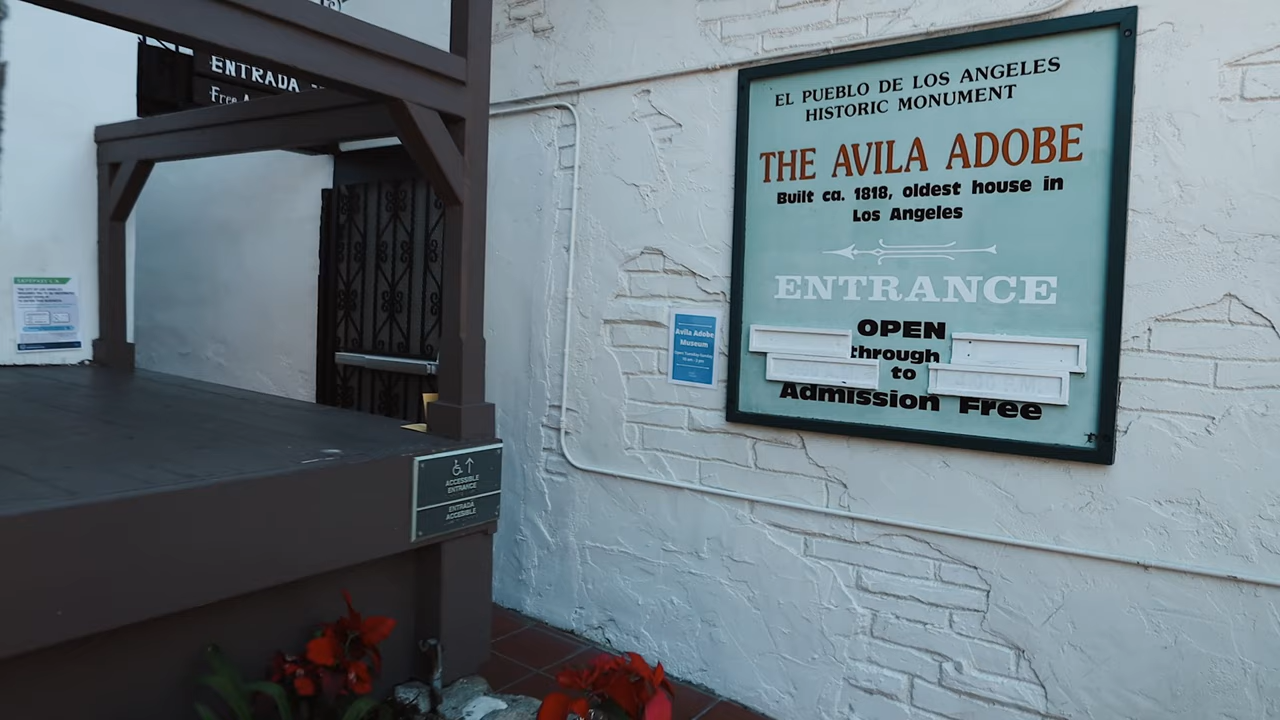 ENTRADA
Free
EL PUEBLO DE LOS ANGELES
HISTORIC MONUMENT
THE AVILA ADOBE
Built ca. 1818, oldest house in
Los Angeles
ENTRANCE
OPEN
through
to
Admission Free
Avila Adobe
Museum
ACCESSIBLE
ENTRANCE
ENTRADA
ACCESIBLE